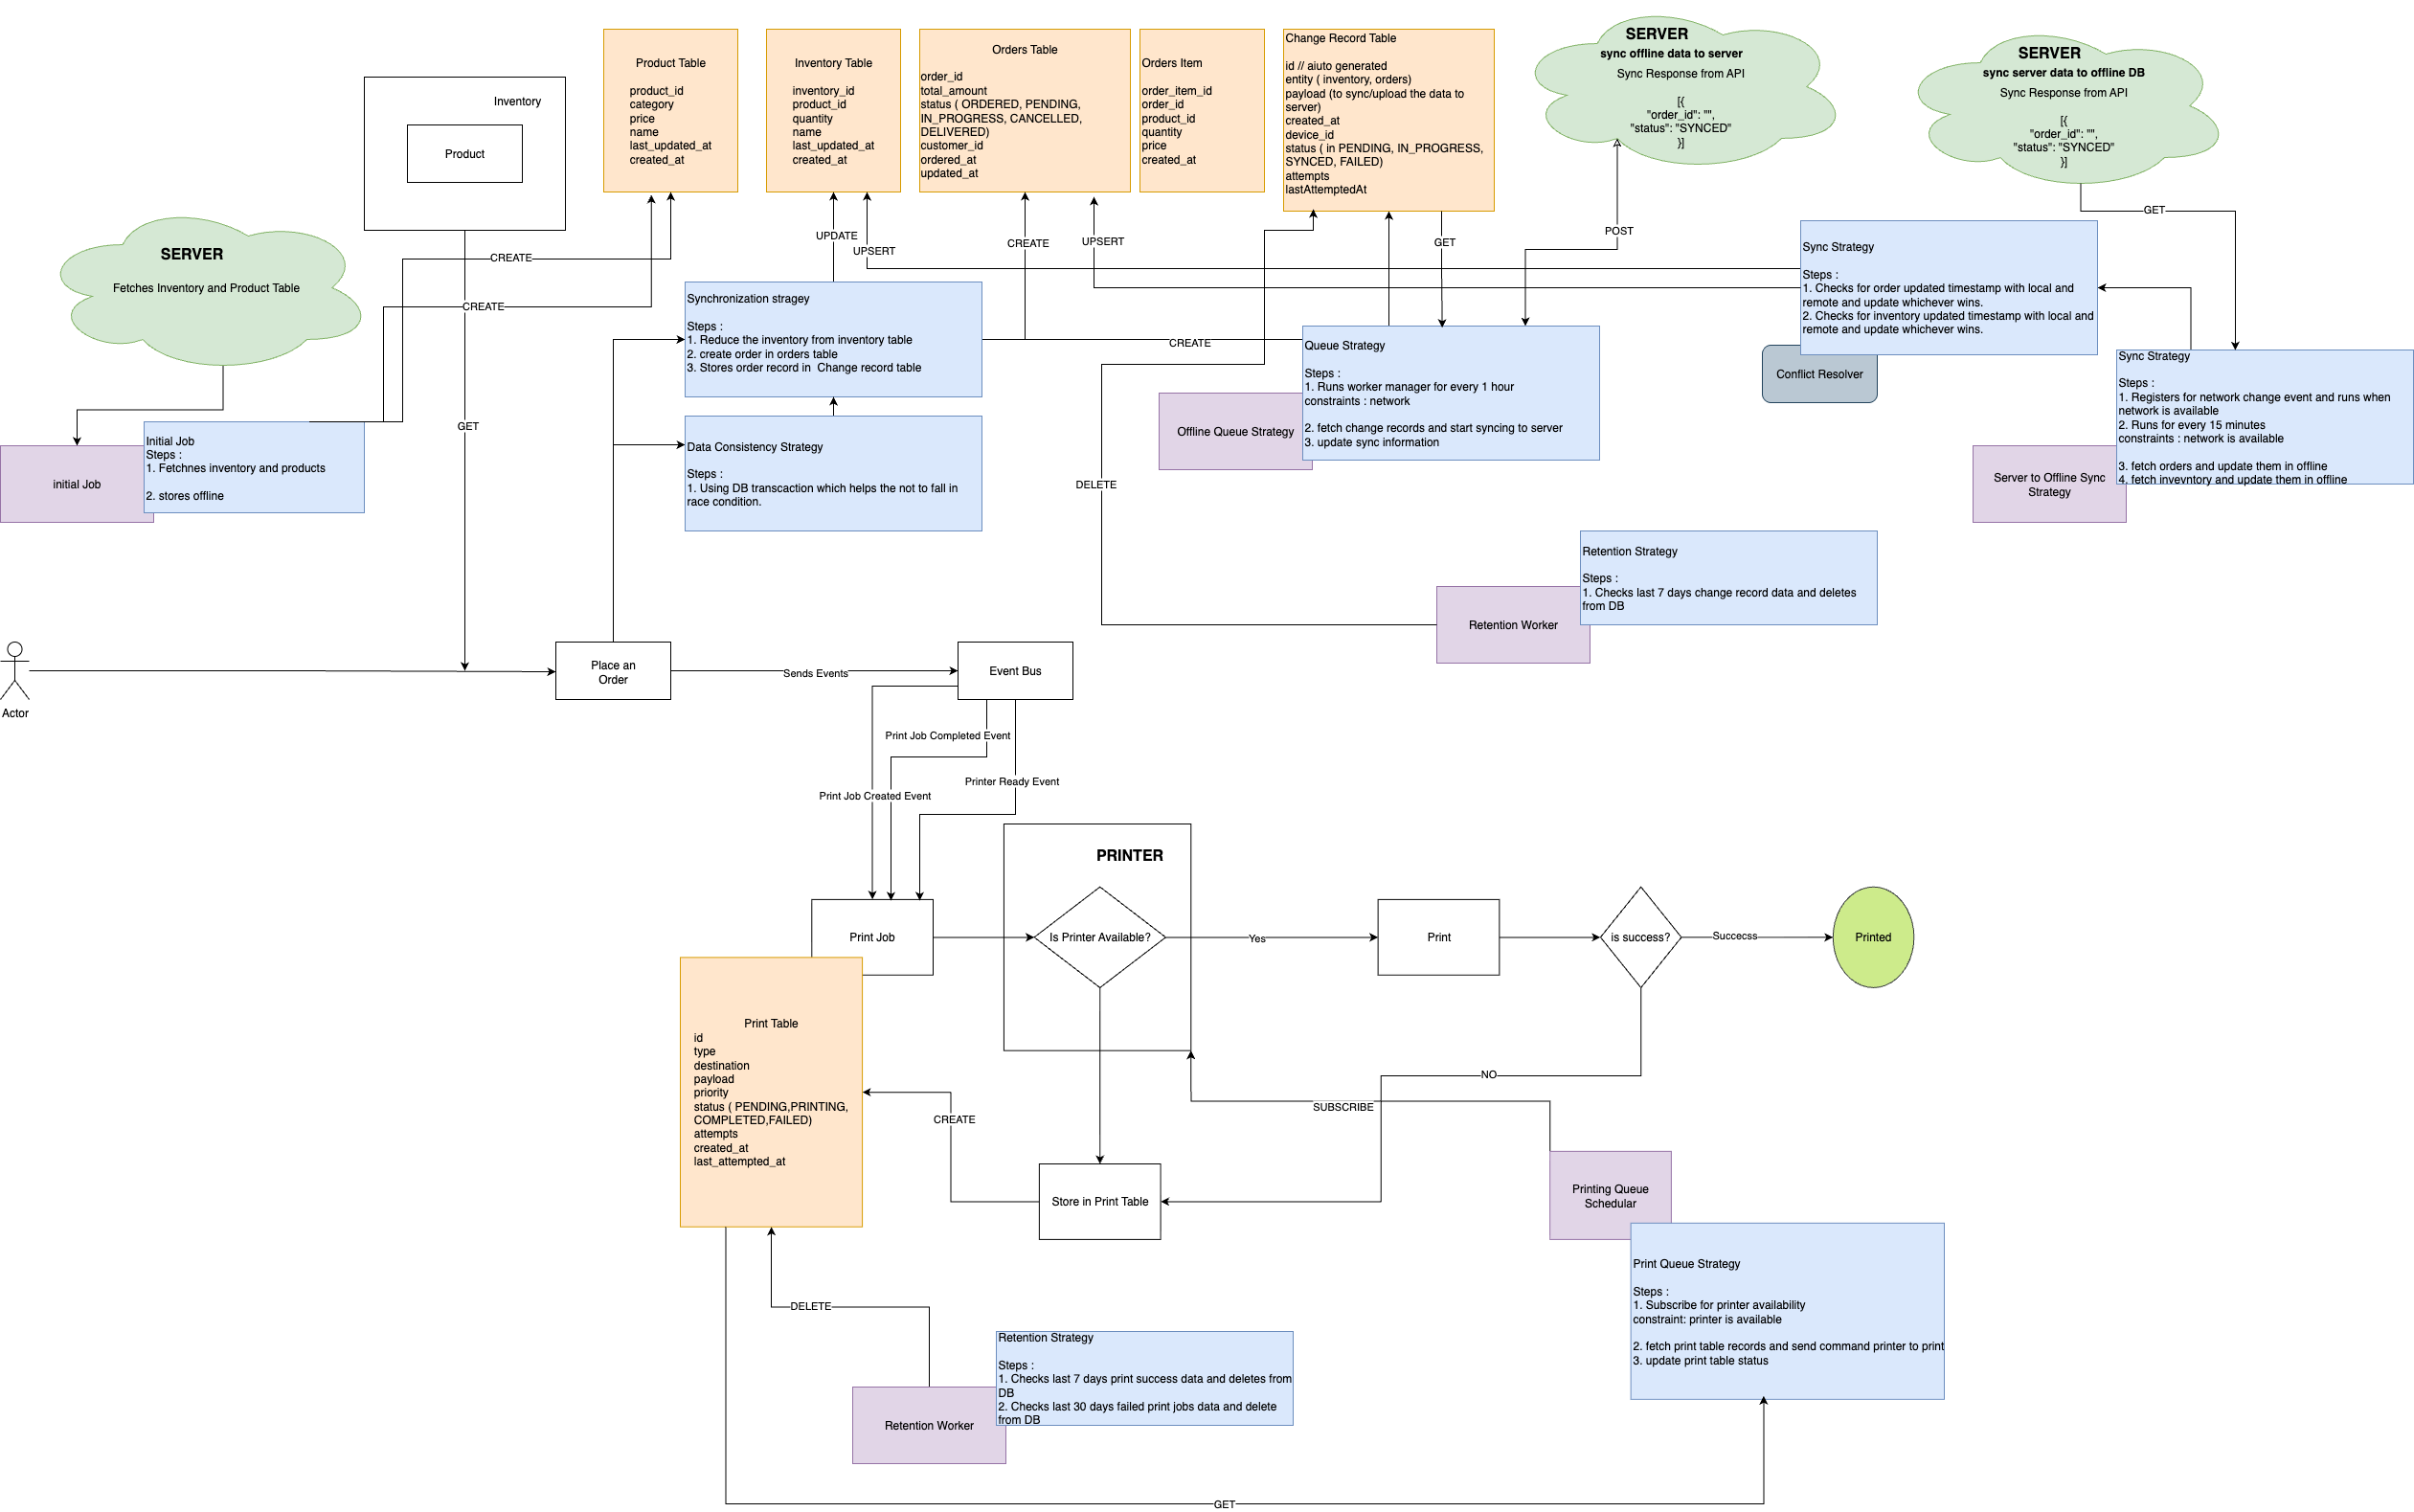 Product Table
product_id
category
price
name
last_updated_at
created_at
Inventory Table
inventory_id
product_id
quantity
name
last_updated_at
created_at
Orders Table
order_id
total_amount
status ( ORDERED, PENDING,
IN_PROGRESS, CANCELLED,
DELIVERED)
customer_id
ordered_at
updated_at
Orders Item
order_item_id
order_id
product_id
quantity
price
created_at
Change Record Table
id // aiuto generated
entity ( inventory, orders)
payload (to sync/upload the data to
server)
created_at
device_id
status ( in PENDING, IN_PROGRESS,
SYNCED, FAILED)
attempts
lastAttemptedAt
SERVER
sync offline data to server
Sync Response from API
[{
"order_id": "",
"status": "SYNCED"
}]
SERVER
sync server data to offline DB
Sync Response from API
[{
"order_id": "",
"status": "SYNCED"
}]
Inventory
Product
SERVER
Fetches Inventory and Product Table
CREATE
CREATE
GET
UPDATE
UPSERT
CREATE
UPSERT
GET
POST
GET
Synchronization stragey
Steps :
1. Reduce the inventory from inventory table
2. create order in orders table
3. Stores order record in  Change record table
CREATE
Queue Strategy
Steps :
1. Runs worker manager for every 1 hour
constraints : network
2. fetch change records and start syncing to server
3. update sync information
Offline Queue Strategy
Sync Strategy
Steps :
1. Checks for order updated timestamp with local and
remote and update whichever wins.
2. Checks for inventory updated timestamp with local and
remote and update whichever wins.
Conflict Resolver
Sync Strategy
Steps :
1. Registers for network change event and runs when
network is available
2. Runs for every 15 minutes
constraints : network is available
3. fetch orders and update them in offline
4. fetch invevntory and update them in offline
Server to Offline Sync
Strategy
initial Job
Initial Job
Steps :
1. Fetchnes inventory and products
2. stores offline
Data Consistency Strategy
Steps :
1. Using DB transcaction which helps the not to fall in
race condition.
DELETE
Retention Strategy
Steps :
1. Checks last 7 days change record data and deletes
from DB
Retention Worker
Actor
Place an
Order
Sends Events
Event Bus
Print Job Completed Event
Printer Ready Event
Print Job Created Event
PRINTER
Print Job
Is Printer Available?
Yes
Print
is success?
Succecss
Printed
Print Table
id
type
destination
payload
priority
status ( PENDING,PRINTING,
COMPLETED,FAILED)
attempts
created_at
last_attempted_at
CREATE
NO
SUBSCRIBE
Store in Print Table
Printing Queue
Schedular
Print Queue Strategy
Steps :
1. Subscribe for printer availability
constraint: printer is available
2. fetch print table records and send command printer to print
3. update print table status
DELETE
Retention Strategy
Steps :
1. Checks last 7 days print success data and deletes from
DB
2. Checks last 30 days failed print jobs data and delete
from DB
Retention Worker
GET